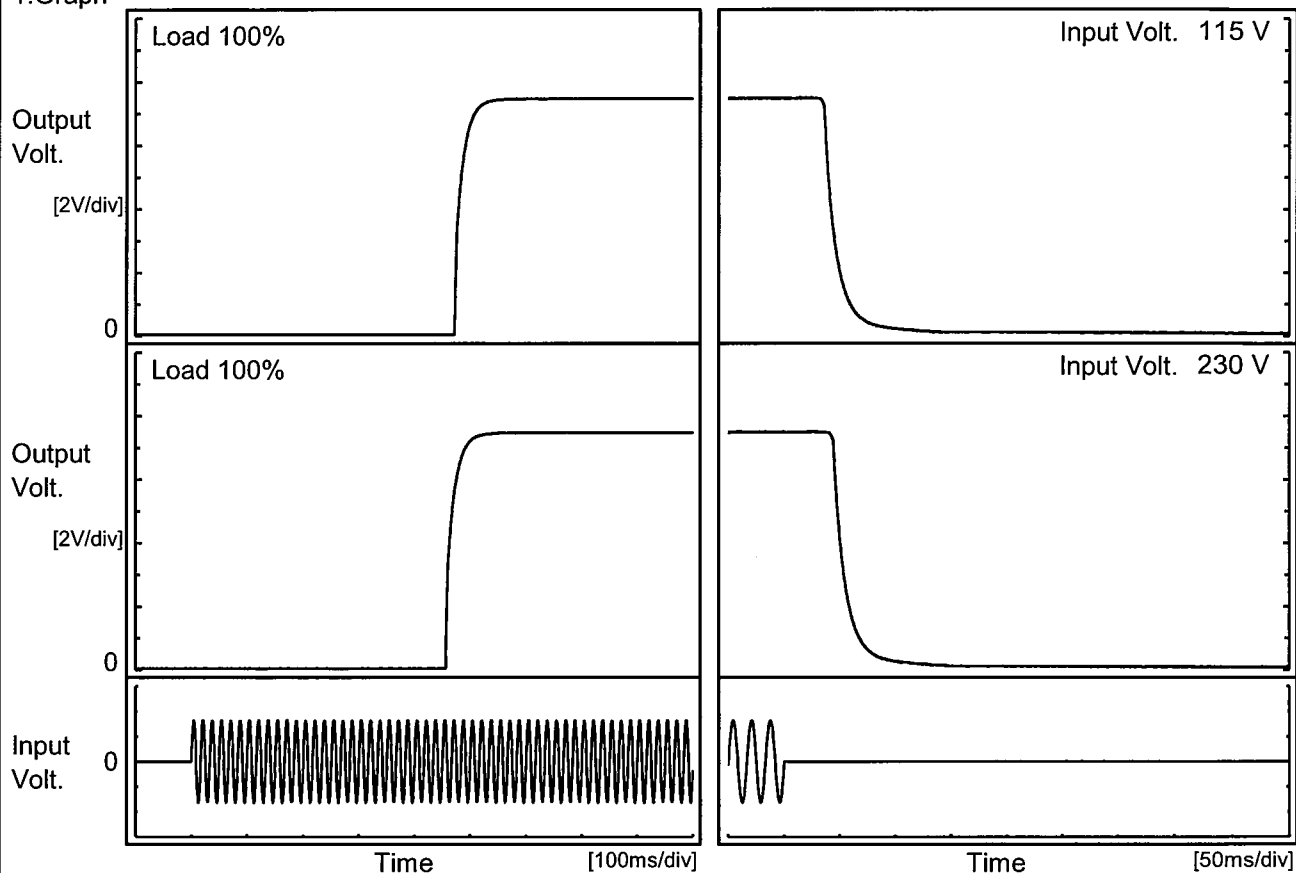 1.Graph
Load 100%
Input Volt. 115 V
Output
Volt.
[2V/div]
0
Load 100%
Input Volt. 230 V
Output
Volt.
[2V/div]
0
Input
Volt.
0
Time
[100ms/div]
Time
[50ms/div]